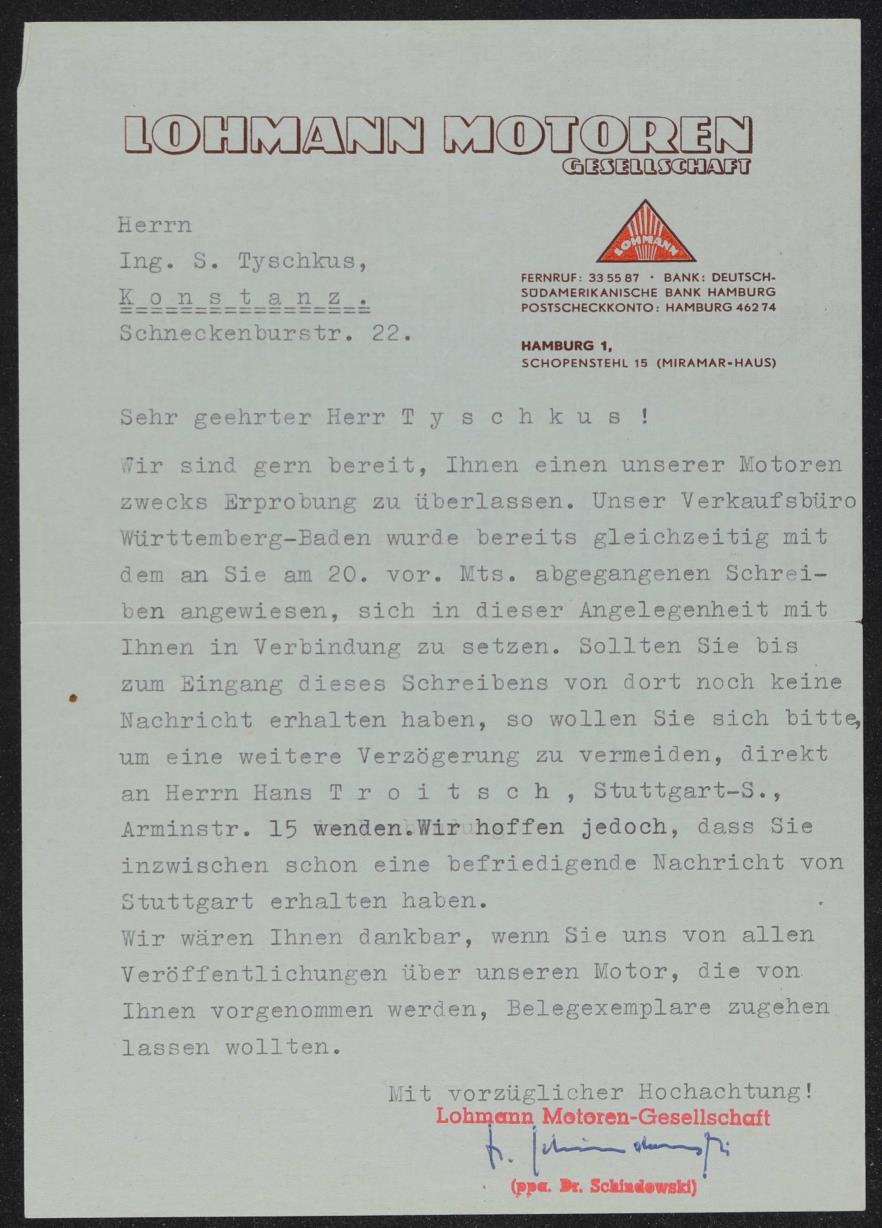 LOHMANN MOTOREN
GESELLSCHAFT
LOHMANN
Herrn
Ing. S. Tyschkus,
K o n s t a n z .
Schneckenburstr. 22.
FERNRUF: 33 55 87 · BANK: DEUTSCH-
SÜDAMERIKANISCHE BANK HAMBURG
POSTSCHECKKONTO: HAMBURG 462 74
HAMBURG 1,
SCHOPENSTEHL 15 (MIRAMAR-HAUS)
Sehr geehrter Herr T y s c h k u s !
Wir sind gern bereit, Ihnen einen unserer Motoren
zwecks Erprobung zu überlassen. Unser Verkaufsbüro
Württemberg-Baden wurde bereits gleichzeitig mit
dem an Sie am 20. vor. Mts. abgegangenen Schrei-
ben angewiesen, sich in dieser Angelegenheit mit
Ihnen in Verbindung zu setzen. Sollten Sie bis
zum Eingang dieses Schreibens von dort noch keine
Nachricht erhalten haben, so wollen Sie sich bitte,
um eine weitere Verzögerung zu vermeiden, direkt
an Herrn Hans T r o i t s c h , Stuttgart-S.,
Arminstr. 15 wenden.Wir hoffen jedoch, dass Sie
inzwischen schon eine befriedigende Nachricht von
Stuttgart erhalten haben.
Wir wären Ihnen dankbar, wenn Sie uns von allen
Veröffentlichungen über unseren Motor, die von
Ihnen vorgenommen werden, Belegexemplare zugehen
lassen wollten.
Mit vorzüglicher Hochachtung!
Lohmann Motoren-Gesellschaft
(ppa. Dr. Schindowski)